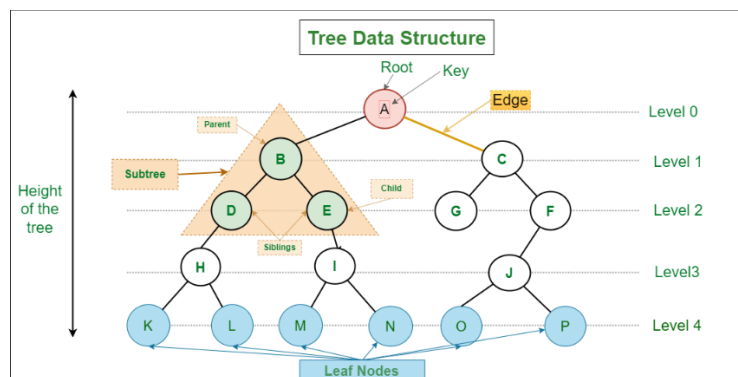 Tree Data Structure
Root
Key
A
Edge
Level 0
Parent
B
C
Level 1
Subtree
Child
Height
of the
tree
D
E
G
F
Level 2
Siblings
H
I
J
Level3
K
L
M
N
O
P
Level 4
Leaf Nodes